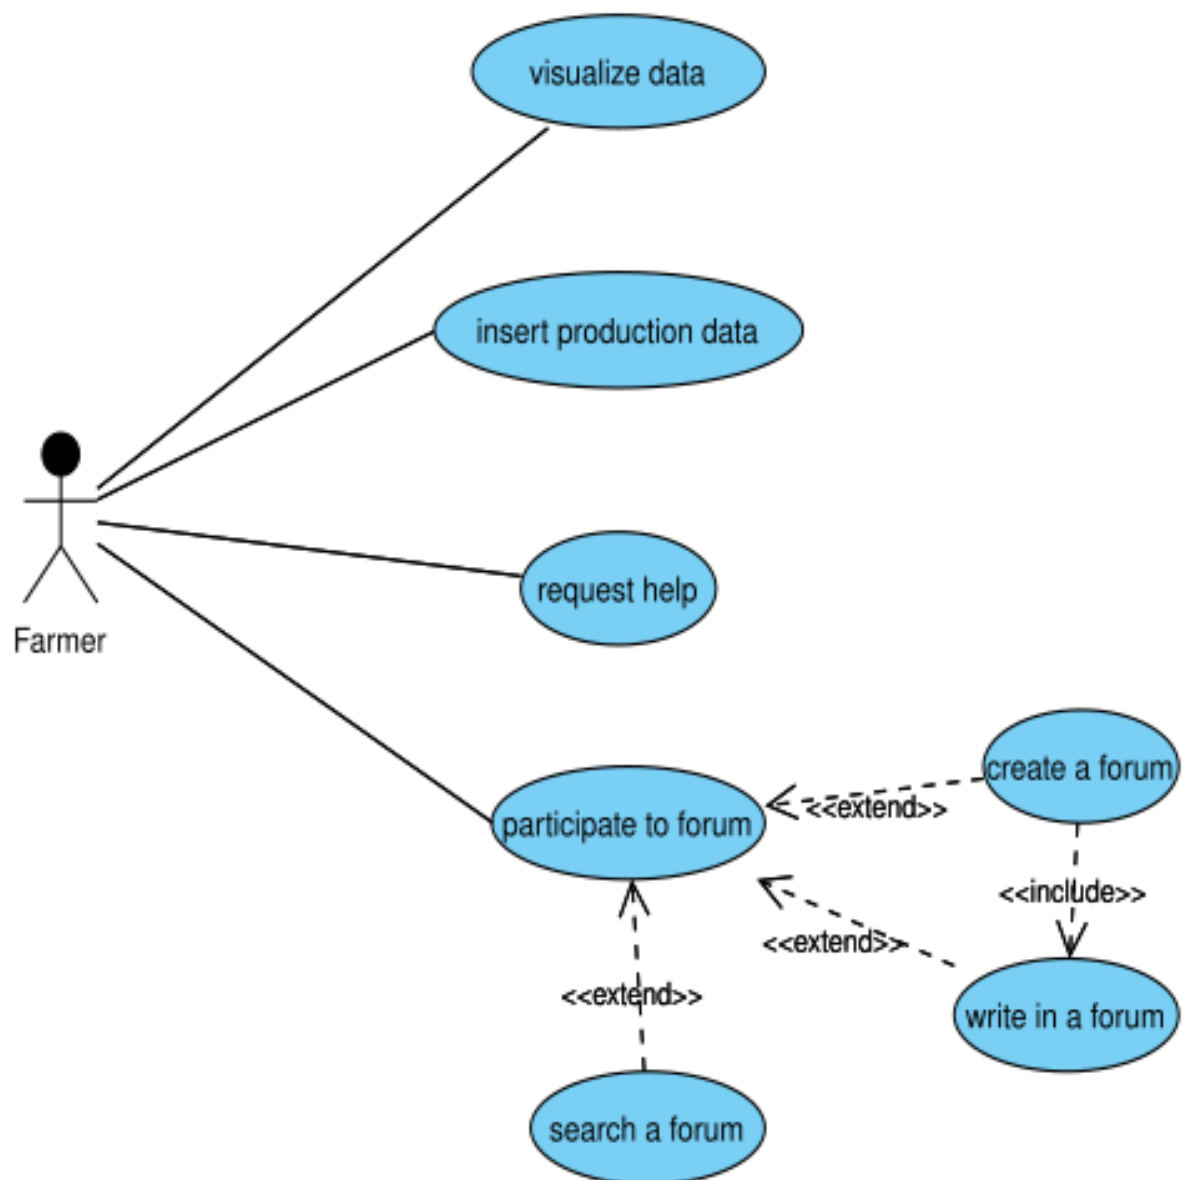 visualize data
insert production data
request help
Farmer
create a forum
<<extend>>
participate to forum
<<include>>
<<extend>>
<<extend>>
write in a forum
search a forum